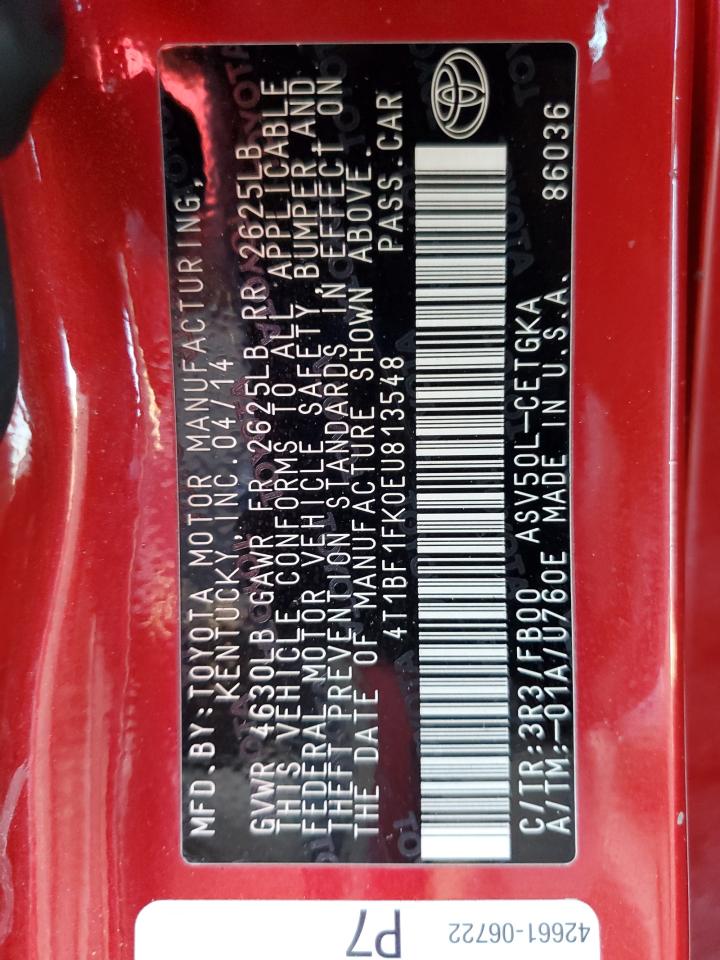 MFD.BY:TOYOTA MOTOR MANUFACTURING,
KENTUCKY, INC. 04/14
GVWR 4630LB GAWR FR 2625LB RR 2625LB
THIS VEHICLE CONFORMS TO ALL APPLICABLE
FEDERAL MOTOR VEHICLE SAFETY, BUMPER AND
THEFT PREVENTION STANDARDS IN EFFECT ON
THE DATE OF MANUFACTURE SHOWN ABOVE.
4T1BF1FK0EU813548 PASS.CAR
C/TR:3R3/FB00 ASV50L-CETGKA 86036
A/TM:-01A/U760E MADE IN U.S.A.
P7
42661-06722